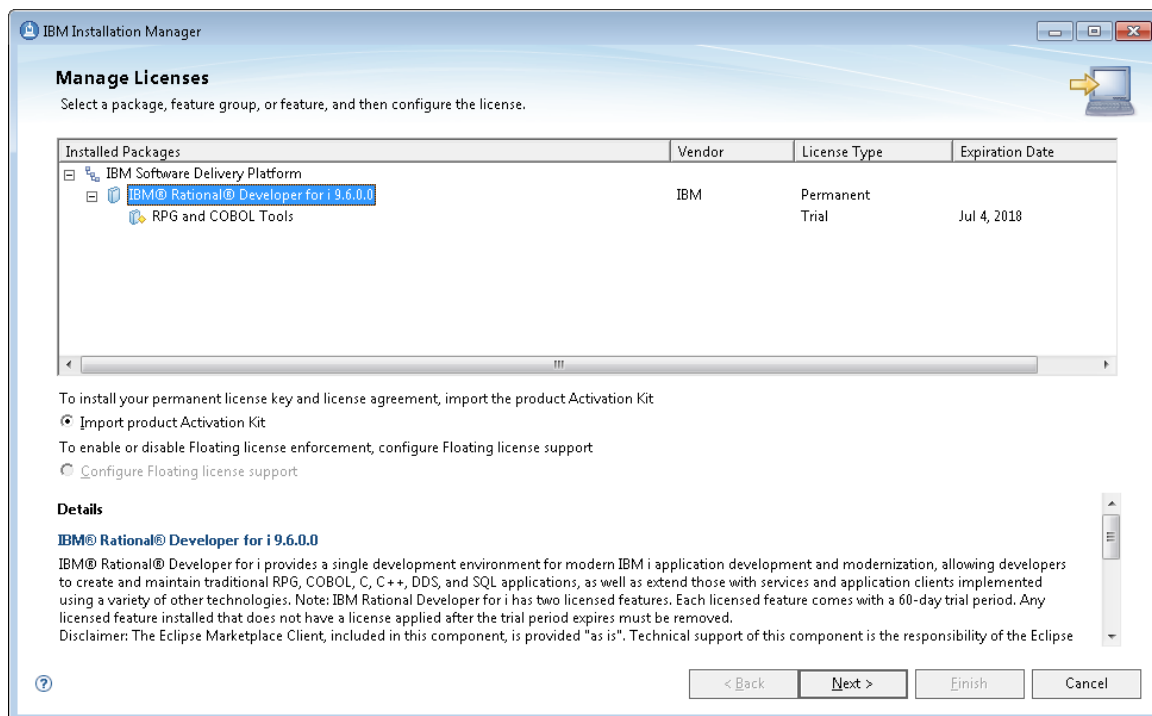 IBM Installation Manager
Manage Licenses
Select a package, feature group, or feature, and then configure the license.
Installed Packages Vendor License Type Expiration Date
IBM Software Delivery Platform
IBM® Rational® Developer for i 9.6.0.0 IBM Permanent
RPG and COBOL Tools Trial Jul 4, 2018
To install your permanent license key and license agreement, import the product Activation Kit
Import product Activation Kit
To enable or disable Floating license enforcement, configure Floating license support
Configure Floating license support
Details
IBM® Rational® Developer for i 9.6.0.0
IBM® Rational® Developer for i provides a single development environment for modern IBM i application development and modernization, allowing developers
to create and maintain traditional RPG, COBOL, C, C++, DDS, and SQL applications, as well as extend those with services and application clients implemented
using a variety of other technologies. Note: IBM Rational Developer for i has two licensed features. Each licensed feature comes with a 60-day trial period. Any
licensed feature installed that does not have a license applied after the trial period expires must be removed.
Disclaimer: The Eclipse Marketplace Client, included in this component, is provided "as is". Technical support of this component is the responsibility of the Eclipse
? < Back Next > Finish Cancel